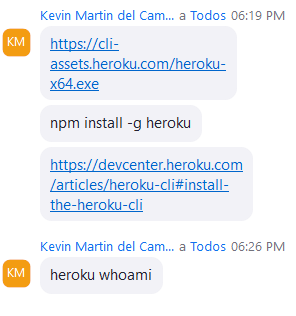 Kevin Martin del Cam... a Todos 06:19 PM
KM
https://cli-
assets.heroku.com/heroku-
x64.exe
npm install -g heroku
https://devcenter.heroku.com
/articles/heroku-cli#install-
the-heroku-cli
Kevin Martin del Cam... a Todos 06:26 PM
KM
heroku whoami